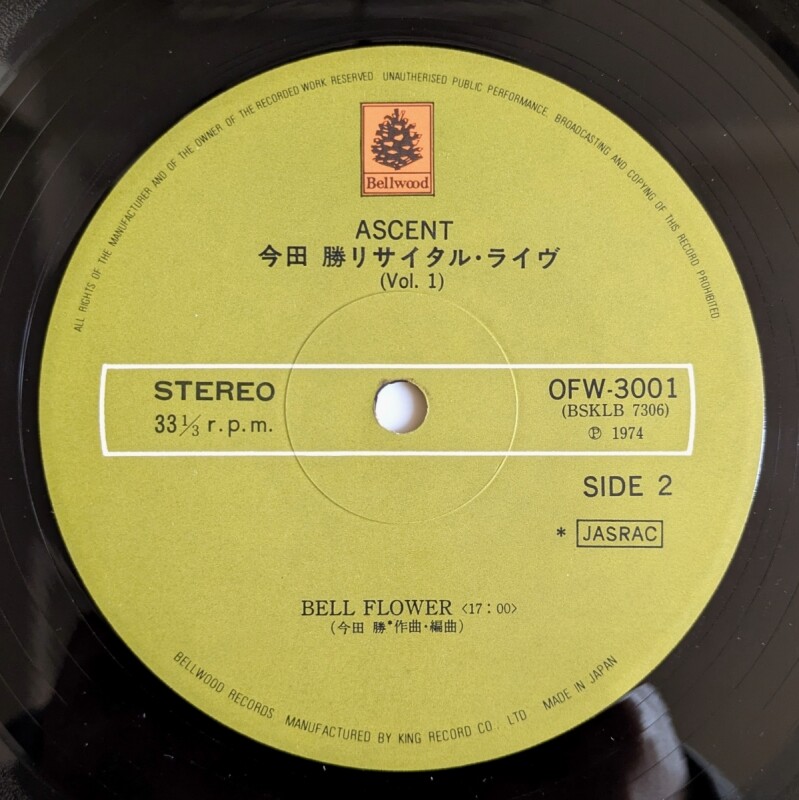 ALL RIGHTS OF THE MANUFACTURER AND OF THE OWNER OF THE RECORDED WORK RESERVED. UNAUTHORISED PUBLIC PERFORMANCE. BROADCASTING AND COPYING OF THIS RECORD PROHIBITED
Bellwood
ASCENT
今田 勝リサイタル・ライヴ
(Vol. 1)
STEREO
33 1/3 r.p.m.
OFW-3001
(BSKLB 7306)
Ⓟ 1974
SIDE 2
* JASRAC
BELL FLOWER <17:00>
(今田 勝*作曲・編曲)
BELLWOOD RECORDS MANUFACTURED BY KING RECORD CO., LTD MADE IN JAPAN